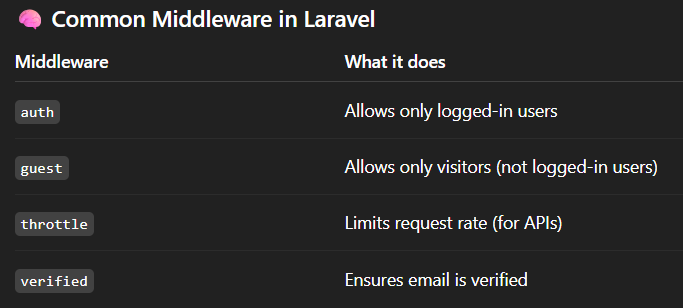 🧠 Common Middleware in Laravel
Middleware What it does
auth Allows only logged-in users
guest Allows only visitors (not logged-in users)
throttle Limits request rate (for APIs)
verified Ensures email is verified